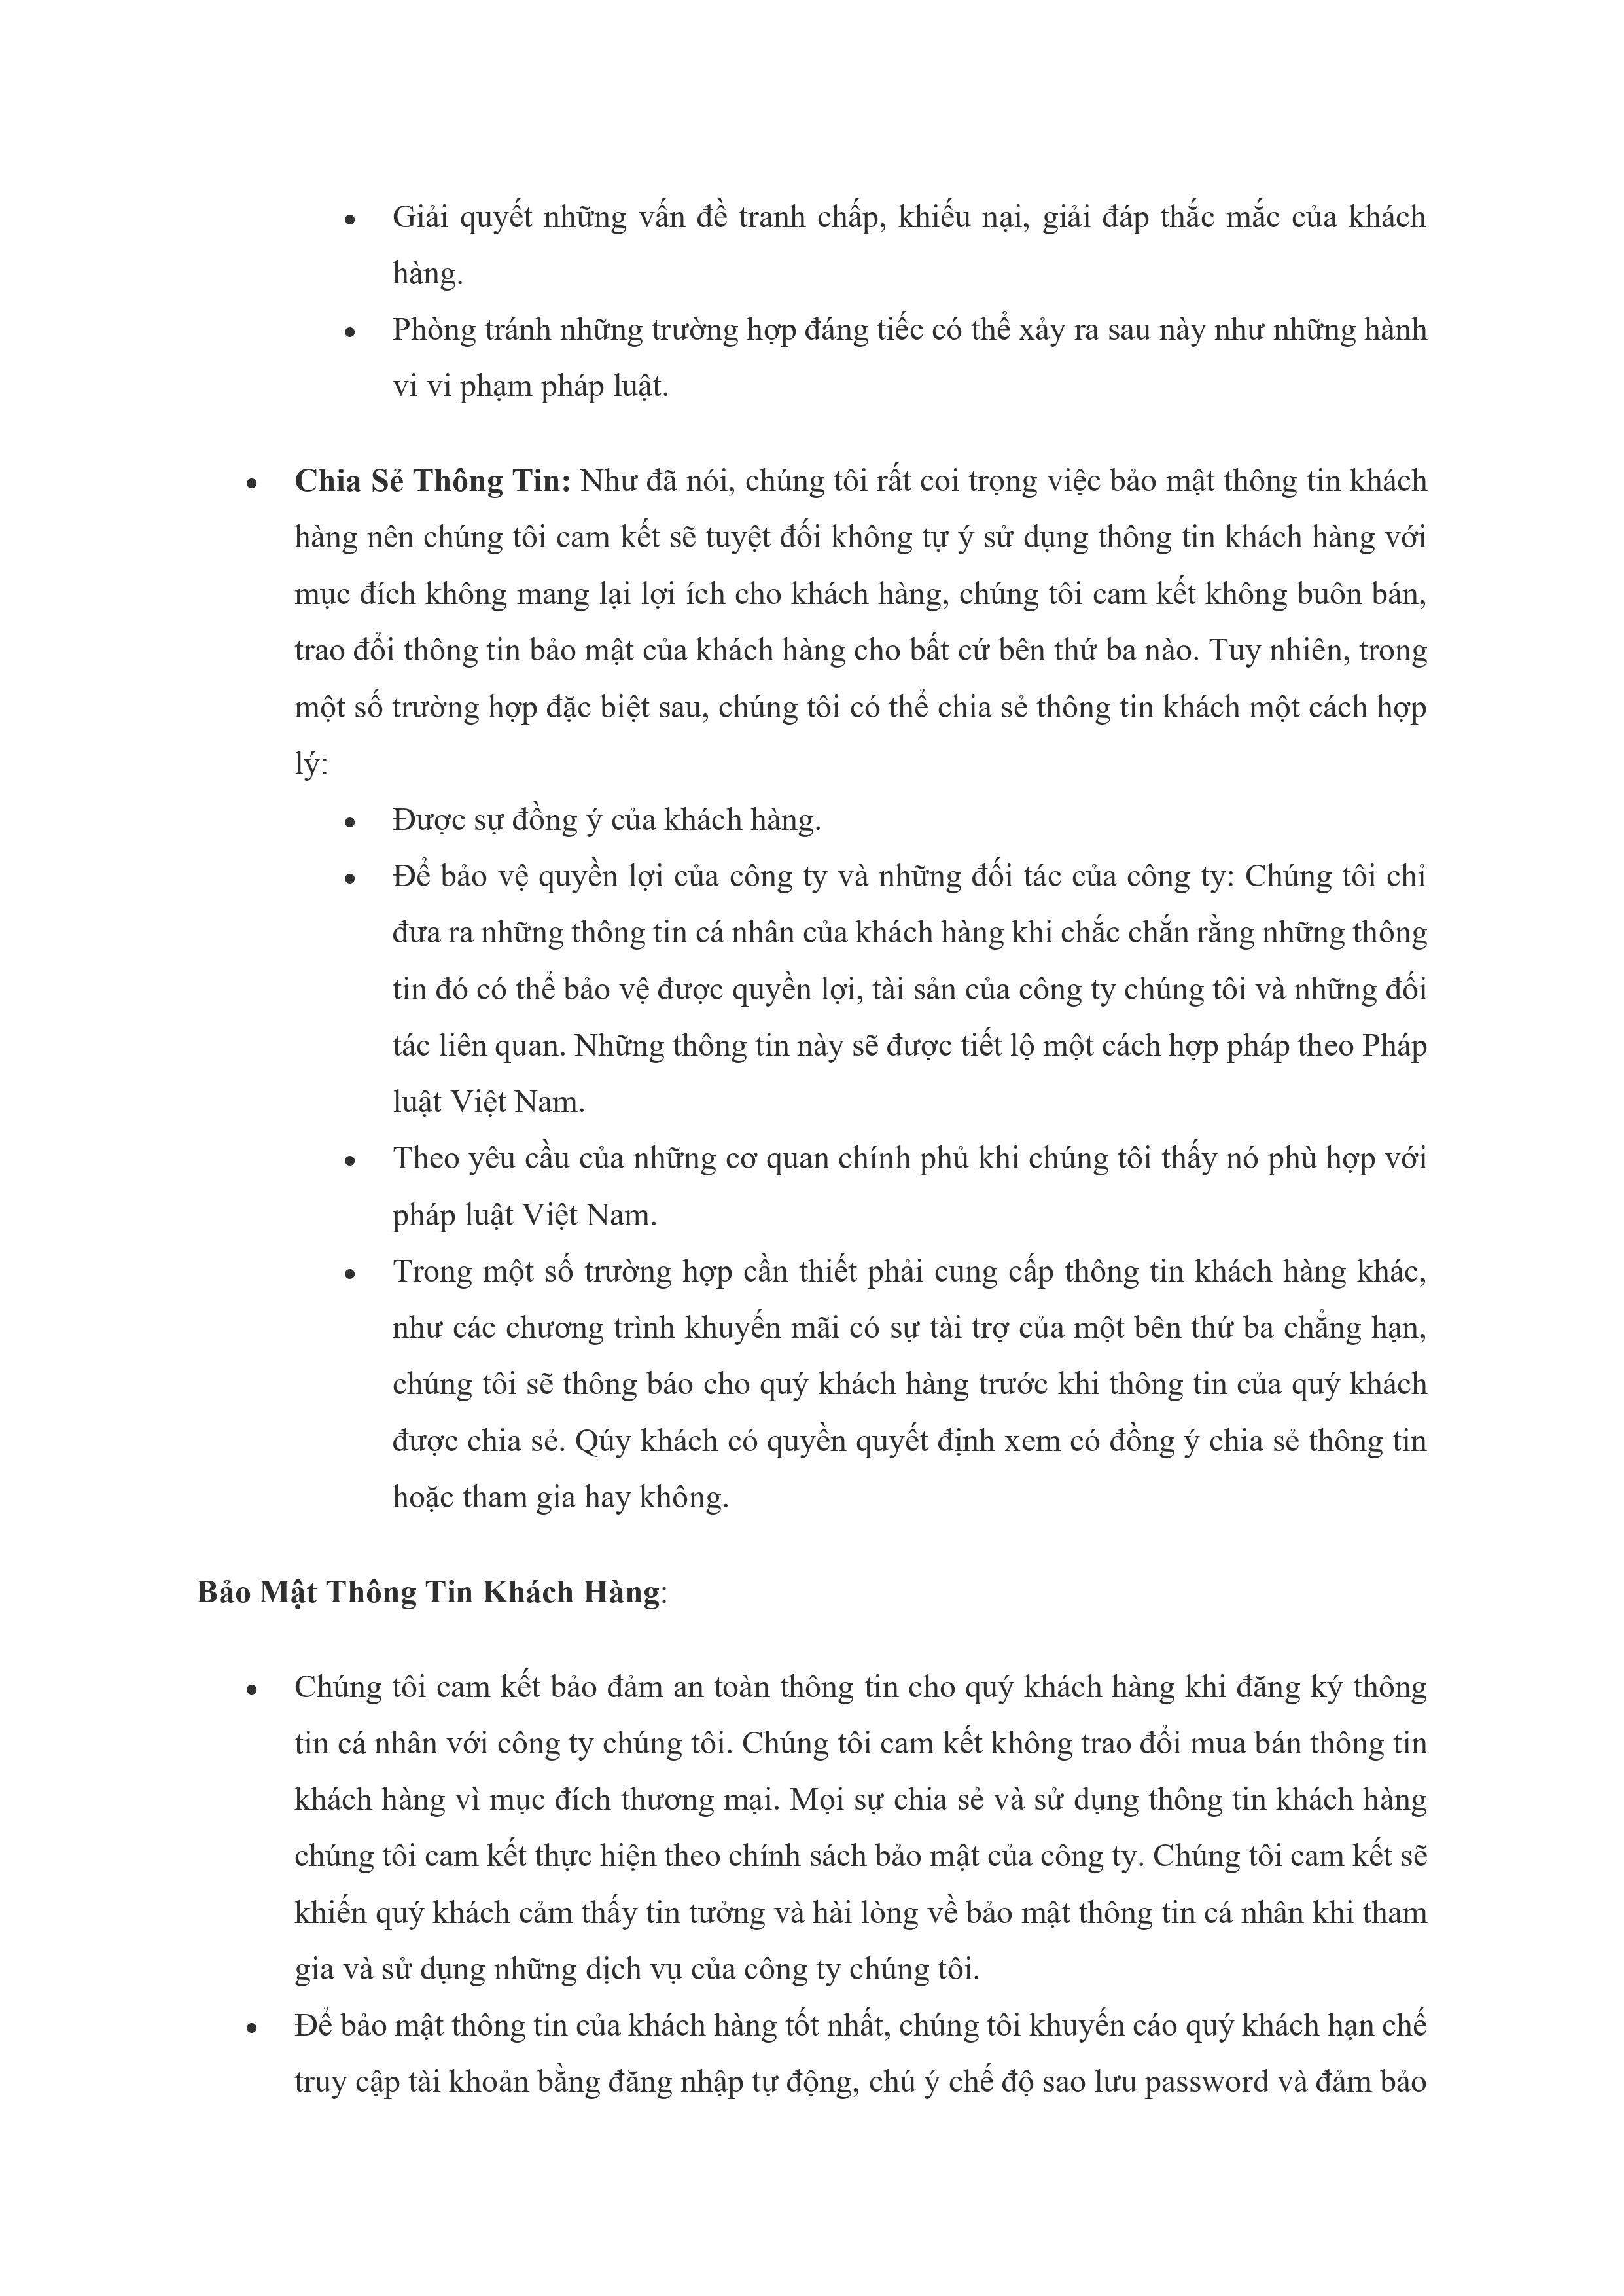 • Giải quyết những vấn đề tranh chấp, khiếu nại, giải đáp thắc mắc của khách
hàng.
• Phòng tránh những trường hợp đáng tiếc có thể xảy ra sau này như những hành
vi vi phạm pháp luật.
• Chia Sẻ Thông Tin: Như đã nói, chúng tôi rất coi trọng việc bảo mật thông tin khách
hàng nên chúng tôi cam kết sẽ tuyệt đối không tự ý sử dụng thông tin khách hàng với
mục đích không mang lại lợi ích cho khách hàng, chúng tôi cam kết không buôn bán,
trao đổi thông tin bảo mật của khách hàng cho bất cứ bên thứ ba nào. Tuy nhiên, trong
một số trường hợp đặc biệt sau, chúng tôi có thể chia sẻ thông tin khách một cách hợp
lý:
• Được sự đồng ý của khách hàng.
• Để bảo vệ quyền lợi của công ty và những đối tác của công ty: Chúng tôi chỉ
đưa ra những thông tin cá nhân của khách hàng khi chắc chắn rằng những thông
tin đó có thể bảo vệ được quyền lợi, tài sản của công ty chúng tôi và những đối
tác liên quan. Những thông tin này sẽ được tiết lộ một cách hợp pháp theo Pháp
luật Việt Nam.
• Theo yêu cầu của những cơ quan chính phủ khi chúng tôi thấy nó phù hợp với
pháp luật Việt Nam.
• Trong một số trường hợp cần thiết phải cung cấp thông tin khách hàng khác,
như các chương trình khuyến mãi có sự tài trợ của một bên thứ ba chẳng hạn,
chúng tôi sẽ thông báo cho quý khách hàng trước khi thông tin của quý khách
được chia sẻ. Qúy khách có quyền quyết định xem có đồng ý chia sẻ thông tin
hoặc tham gia hay không.
Bảo Mật Thông Tin Khách Hàng:
• Chúng tôi cam kết bảo đảm an toàn thông tin cho quý khách hàng khi đăng ký thông
tin cá nhân với công ty chúng tôi. Chúng tôi cam kết không trao đổi mua bán thông tin
khách hàng vì mục đích thương mại. Mọi sự chia sẻ và sử dụng thông tin khách hàng
chúng tôi cam kết thực hiện theo chính sách bảo mật của công ty. Chúng tôi cam kết sẽ
khiến quý khách cảm thấy tin tưởng và hài lòng về bảo mật thông tin cá nhân khi tham
gia và sử dụng những dịch vụ của công ty chúng tôi.
• Để bảo mật thông tin của khách hàng tốt nhất, chúng tôi khuyến cáo quý khách hạn chế
truy cập tài khoản bằng đăng nhập tự động, chú ý chế độ sao lưu password và đảm bảo